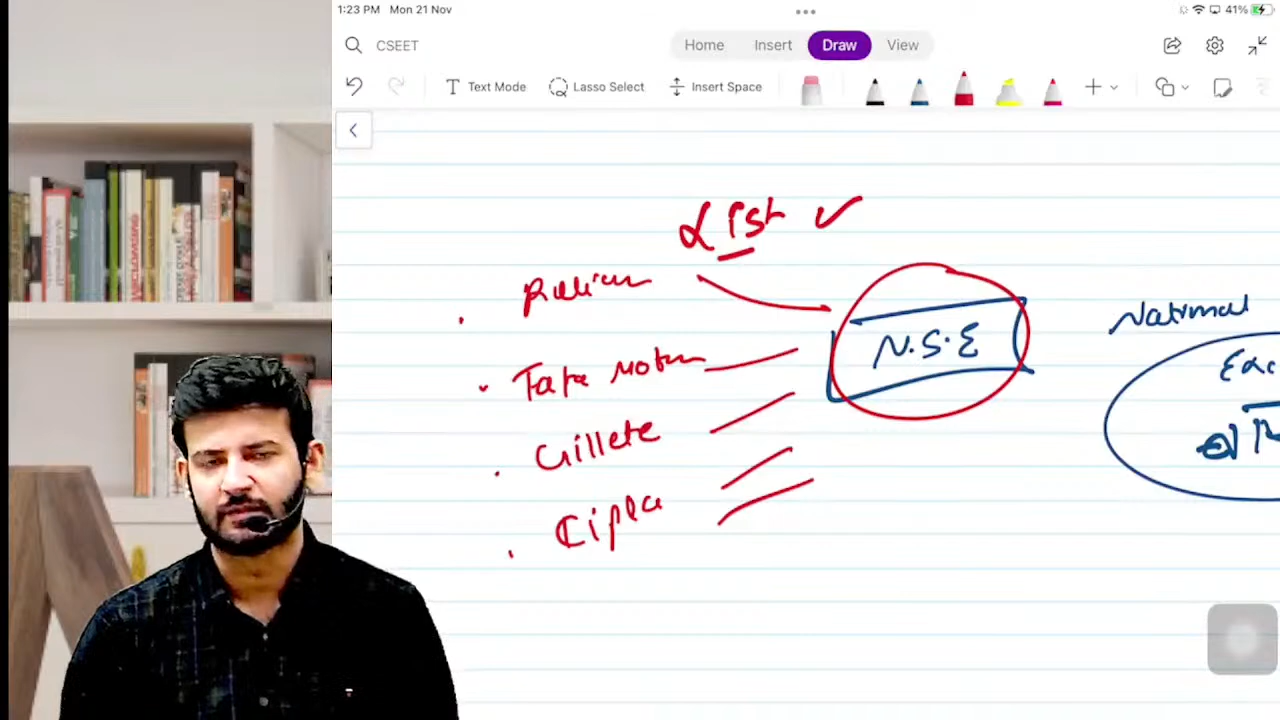 1:23 PM Mon 21 Nov
41%
CSEET
Home Insert Draw View
Text Mode Lasso Select Insert Space
List ✓
N.S.E
National
• Tata Motors
• Gillete
• Cipla